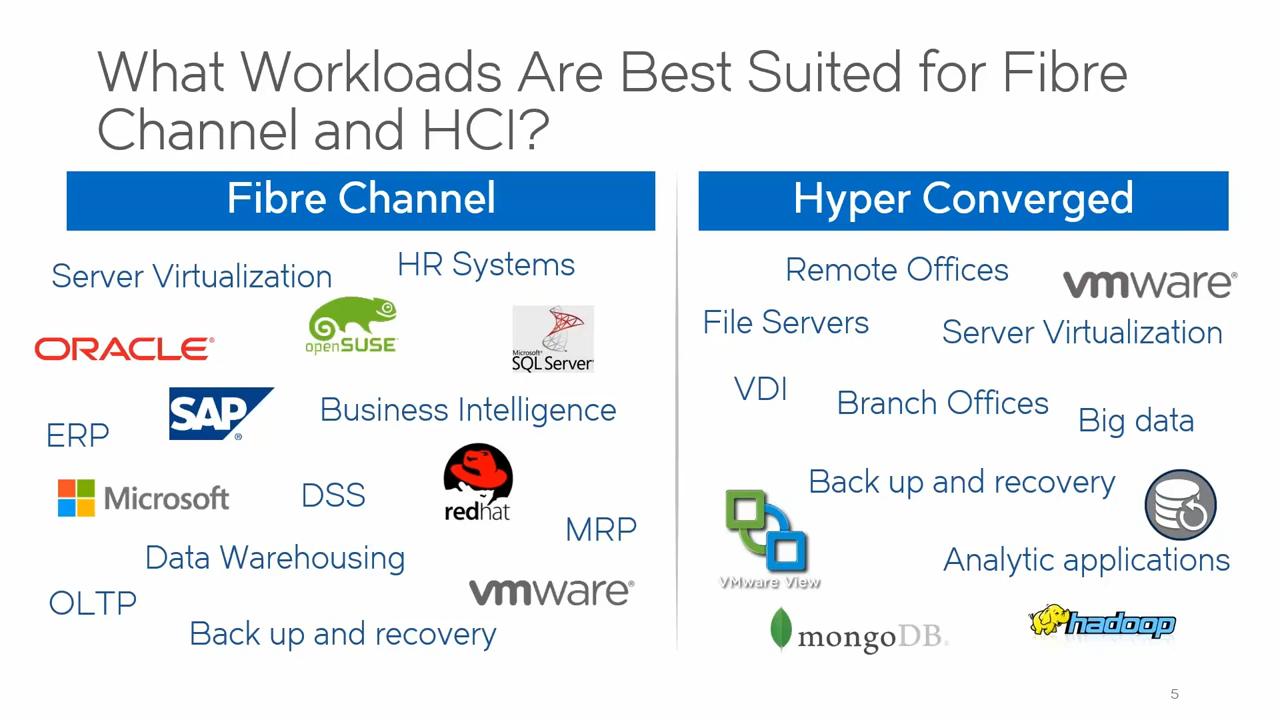 What Workloads Are Best Suited for Fibre
Channel and HCI?
Fibre Channel
Server Virtualization
HR Systems
openSUSE
ORACLE®
Microsoft®
SQL Server®
SAP®
Business Intelligence
ERP
Microsoft
DSS
redhat
MRP
Data Warehousing
OLTP
vmware®
Back up and recovery
Hyper Converged
Remote Offices
vmware®
File Servers
Server Virtualization
VDI
Branch Offices
Big data
Back up and recovery
VMware View
Analytic applications
mongoDB®
hadoop
5